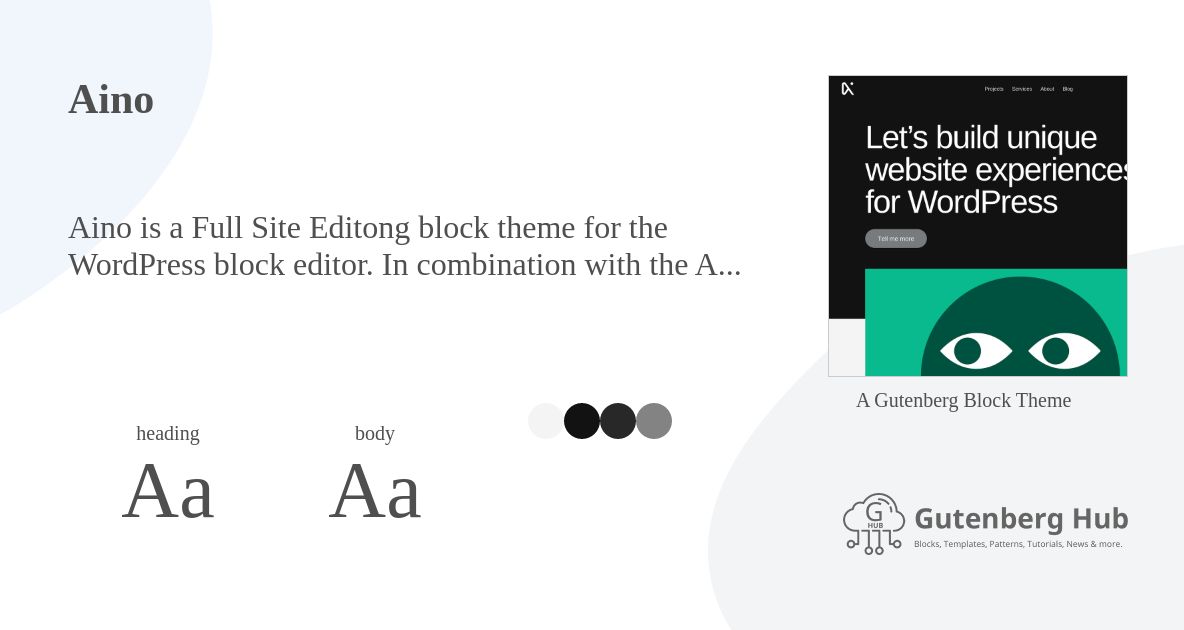 Aino
Aino is a Full Site Editong block theme for the
WordPress block editor. In combination with the A...
heading
Aa
body
Aa
Projects Services About Blog
Let's build unique
website experiences
for WordPress
Tell me more
A Gutenberg Block Theme
G
HUB
Gutenberg Hub
Blocks, Templates, Patterns, Tutorials, News & more.